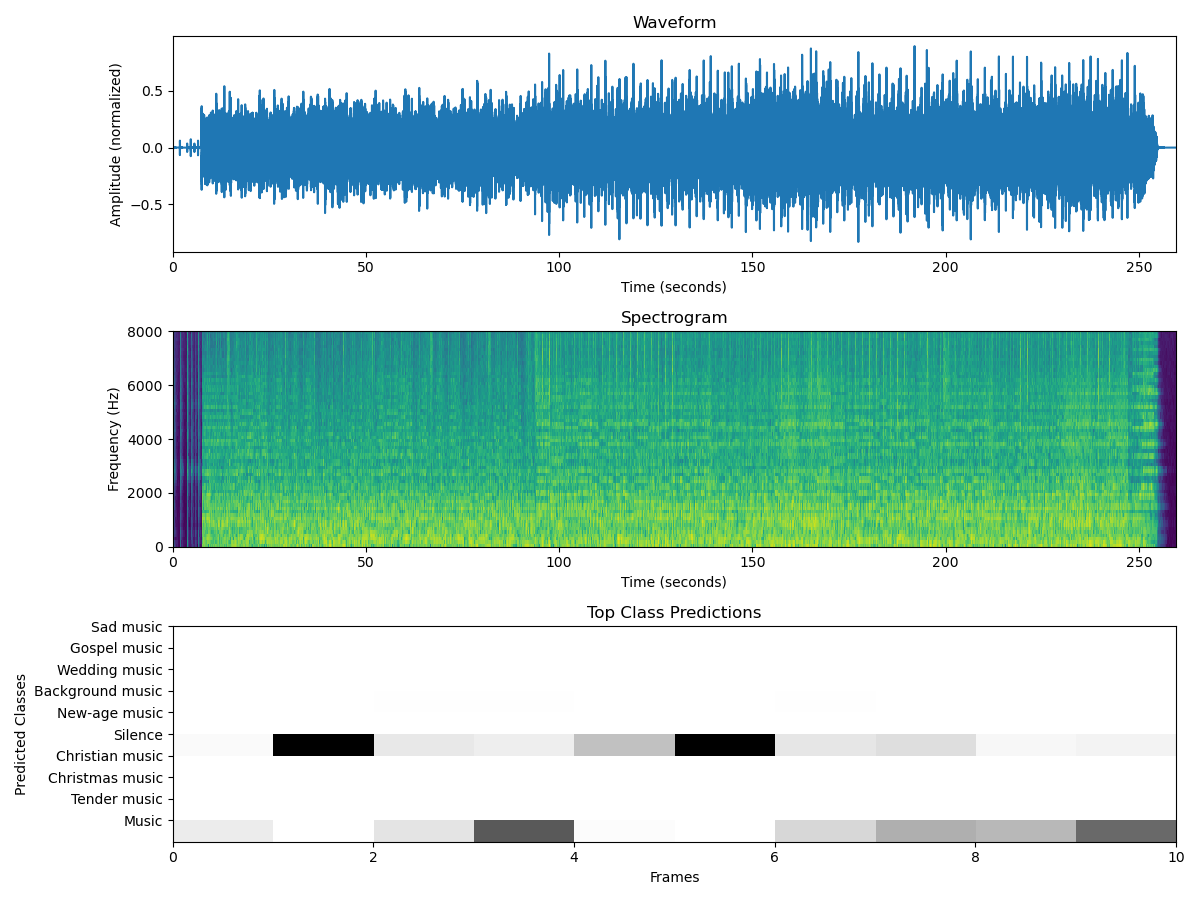 Waveform
0.5
0.0
−0.5
Amplitude (normalized)
0 50 100 150 200 250
Time (seconds)
Spectrogram
8000
6000
4000
2000
0
Frequency (Hz)
0 50 100 150 200 250
Time (seconds)
Top Class Predictions
Sad music
Gospel music
Wedding music
Background music
New-age music
Silence
Christian music
Christmas music
Tender music
Music
Predicted Classes
0 2 4 6 8 10
Frames